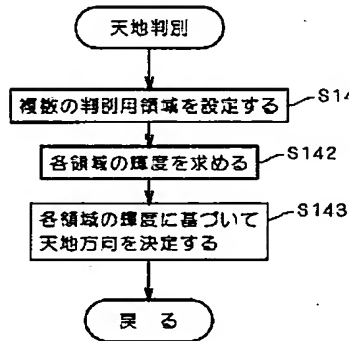 天地判別
複数の判別用領域を設定する
S14
各領域の輝度を求める
S142
各領域の輝度に基づいて
天地方向を決定する
S143
戻 る